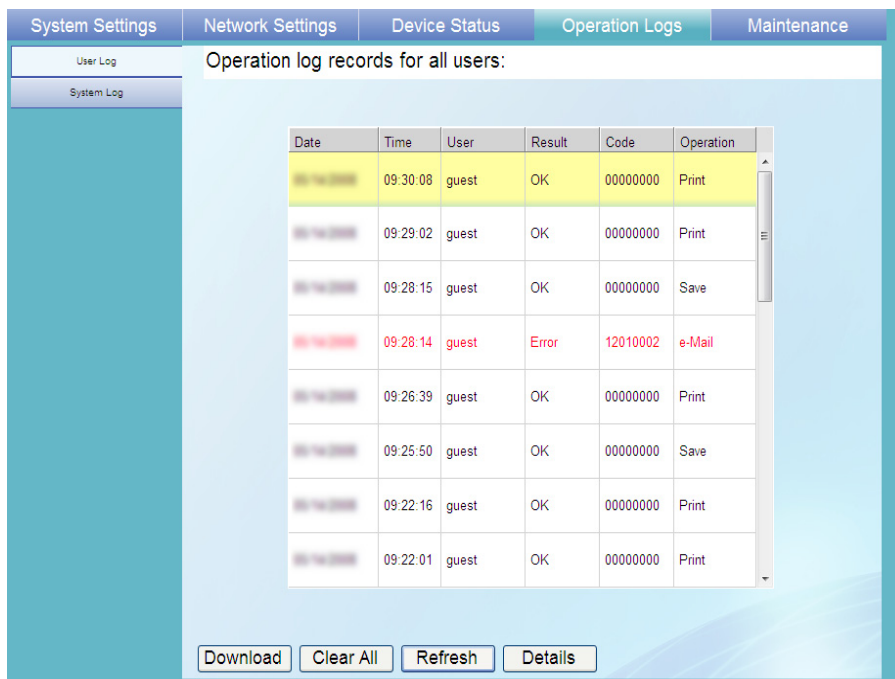 System Settings Network Settings Device Status Operation Logs Maintenance
User Log
System Log
Operation log records for all users:
Date Time User Result Code Operation
09:30:08 guest OK 00000000 Print
09:29:02 guest OK 00000000 Print
09:28:15 guest OK 00000000 Save
09:28:14 guest Error 12010002 e-Mail
09:26:39 guest OK 00000000 Print
09:25:50 guest OK 00000000 Save
09:22:16 guest OK 00000000 Print
09:22:01 guest OK 00000000 Print
Download Clear All Refresh Details